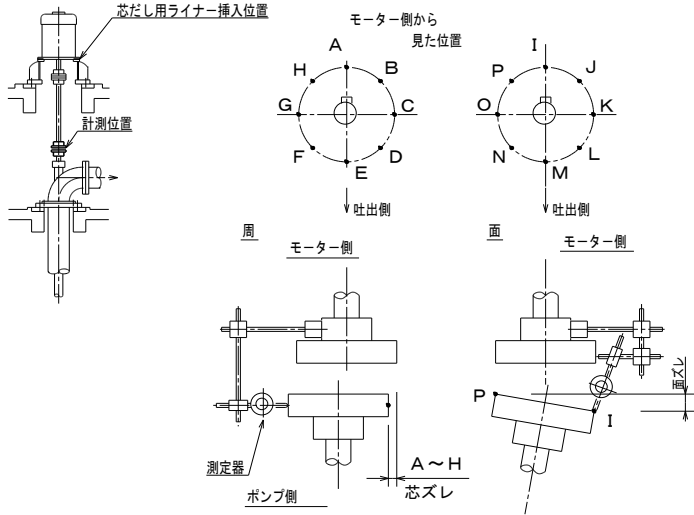 芯だし用ライナー挿入位置
計測位置
モーター側から
見た位置
A
B
C
D
E
F
G
H
吐出側
I
J
K
L
M
N
O
P
吐出側
周
モーター側
測定器
ポンプ側
A～H
芯ズレ
面
モーター側
P
I
面ズレ